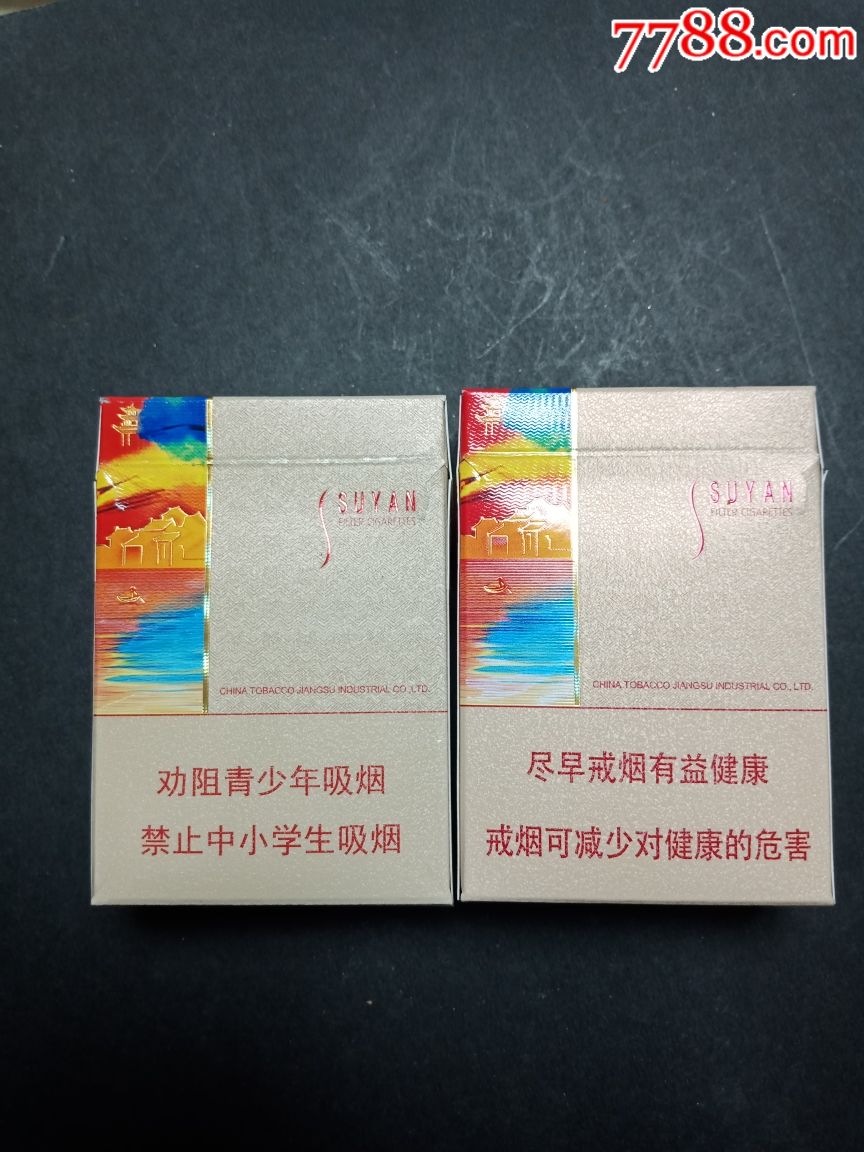 7788.com
SUYAN
FILTER CIGARETTES
CHINA TOBACCO JIANGSU INDUSTRIAL CO.,LTD.
劝阻青少年吸烟
禁止中小学生吸烟
SUYAN
FILTER CIGARETTES
CHINA TOBACCO JIANGSU INDUSTRIAL CO., LTD.
尽早戒烟有益健康
戒烟可减少对健康的危害